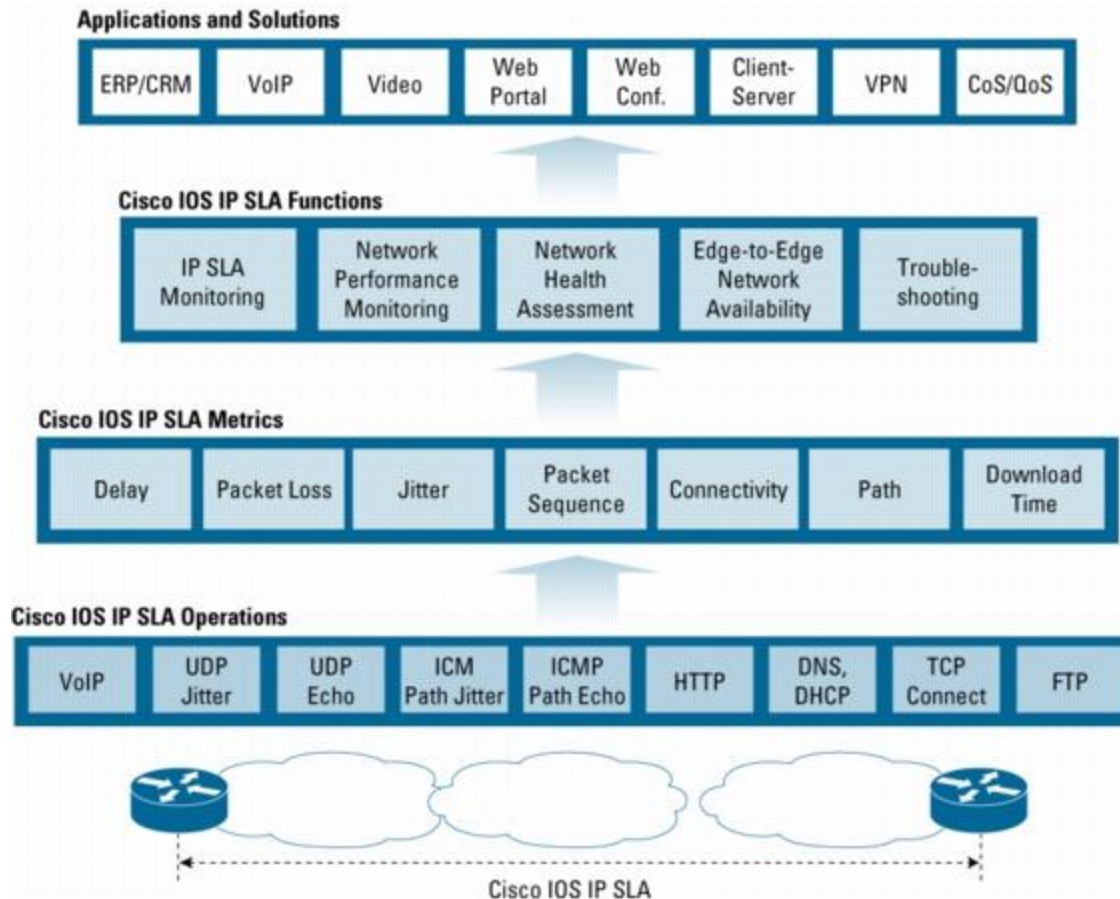 Applications and Solutions
ERP/CRM
VoIP
Video
Web
Portal
Web
Conf.
Client-
Server
VPN
CoS/QoS
Cisco IOS IP SLA Functions
IP SLA
Monitoring
Network
Performance
Monitoring
Network
Health
Assessment
Edge-to-Edge
Network
Availability
Trouble-
shooting
Cisco IOS IP SLA Metrics
Delay
Packet Loss
Jitter
Packet
Sequence
Connectivity
Path
Download
Time
Cisco IOS IP SLA Operations
VoIP
UDP
Jitter
UDP
Echo
ICM
Path Jitter
ICMP
Path Echo
HTTP
DNS,
DHCP
TCP
Connect
FTP
Cisco IOS IP SLA